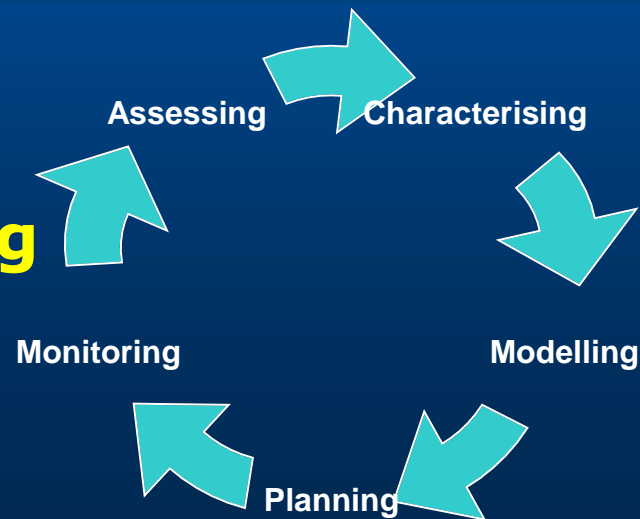 Assessing
Characterising
g
Monitoring
Modelling
Planning